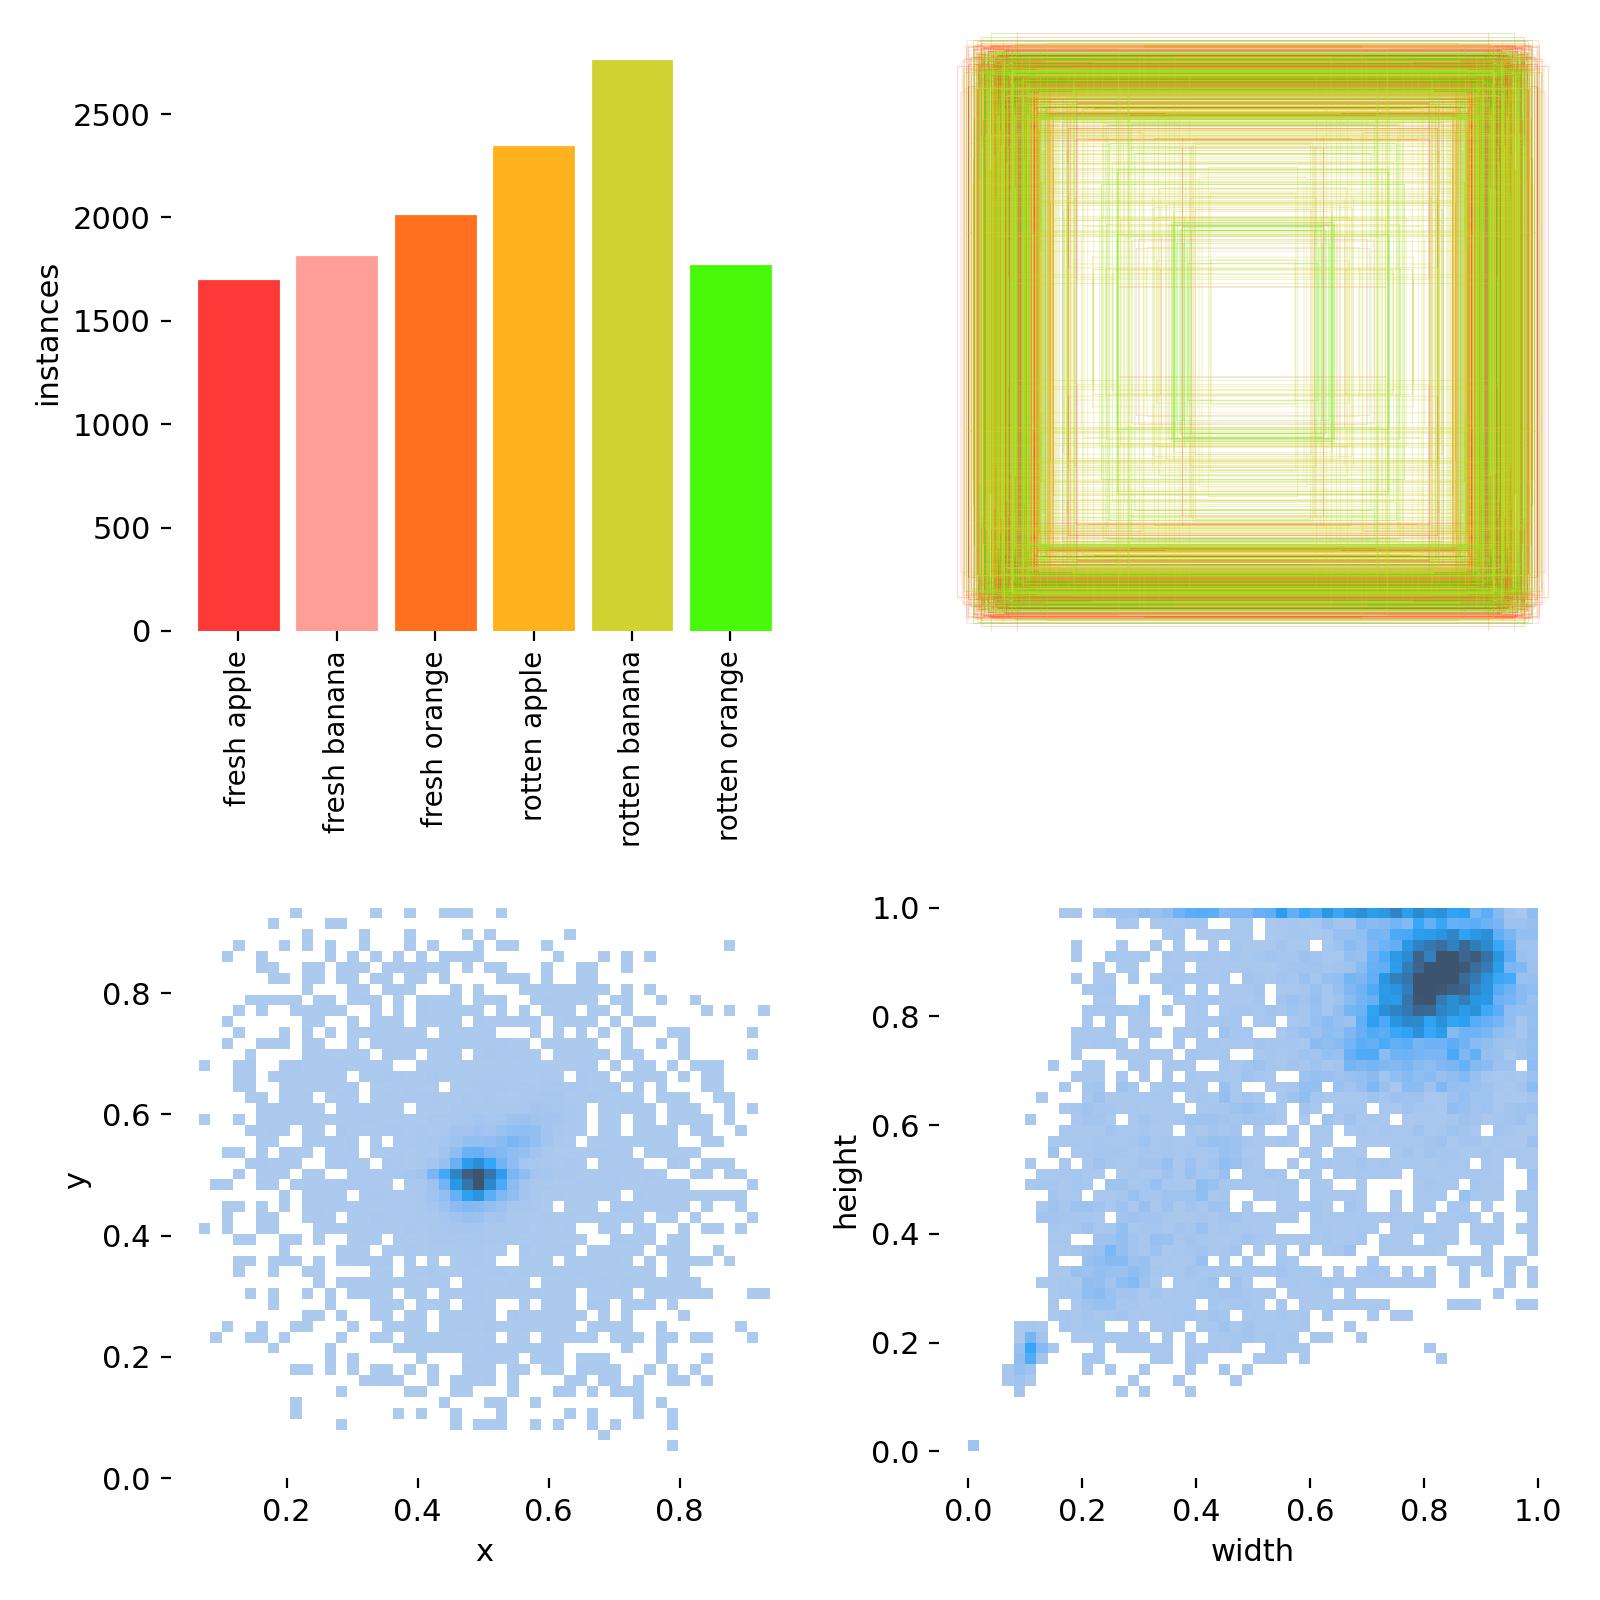 2500
2000
1500
1000
500
0
instances
fresh apple
fresh banana
fresh orange
rotten apple
rotten banana
rotten orange
0.8
0.6
0.4
0.2
0.0
y
0.2 0.4 0.6 0.8
x
1.0
0.8
0.6
0.4
0.2
0.0
height
0.0 0.2 0.4 0.6 0.8 1.0
width